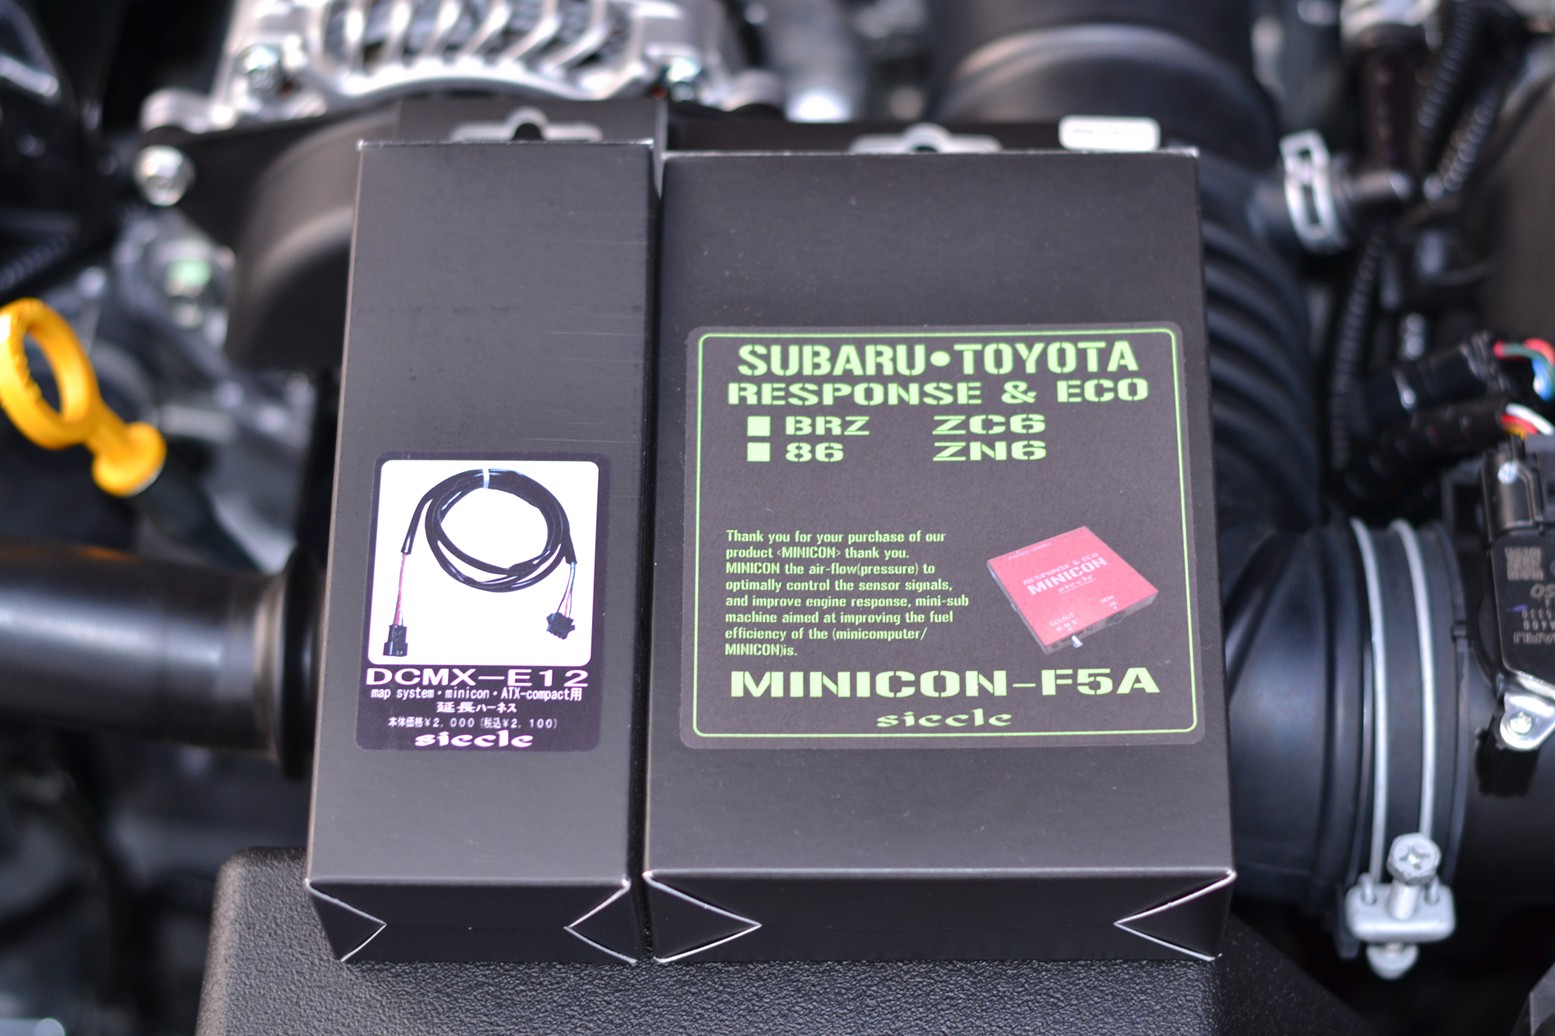 DCMX-E12
map system・minicon・ATX-compact用
延長ハーネス
本体価格¥2,000(税込¥2,100)
siecle
SUBARU•TOYOTA
RESPONSE & ECO
BRZ ZC6
86 ZN6
Thank you for your purchase of our
product <MINICON> thank you.
MINICON the air-flow(pressure) to
optimally control the sensor signals,
and improve engine response, mini-sub
machine aimed at improving the fuel
efficiency of the (minicomputer/
MINICON)is.
RESPONSE & ECO
MINICON
siecle
MINICON-F5A
siecle